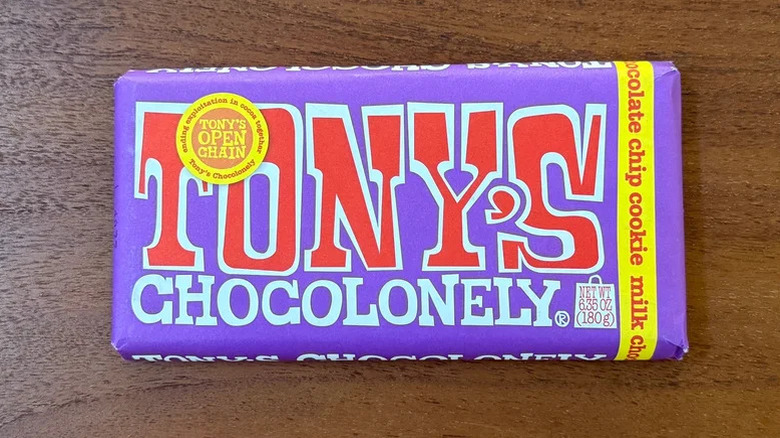 TONY'S
CHOCOLONELY®
ending exploitation in cocoa together
TONY'S
OPEN
CHAIN
Tony's Chocolonely
NET WT
6.35 OZ
(180g)
ocolate chip cookie milk cho
TONY'S CHOCOLONELY